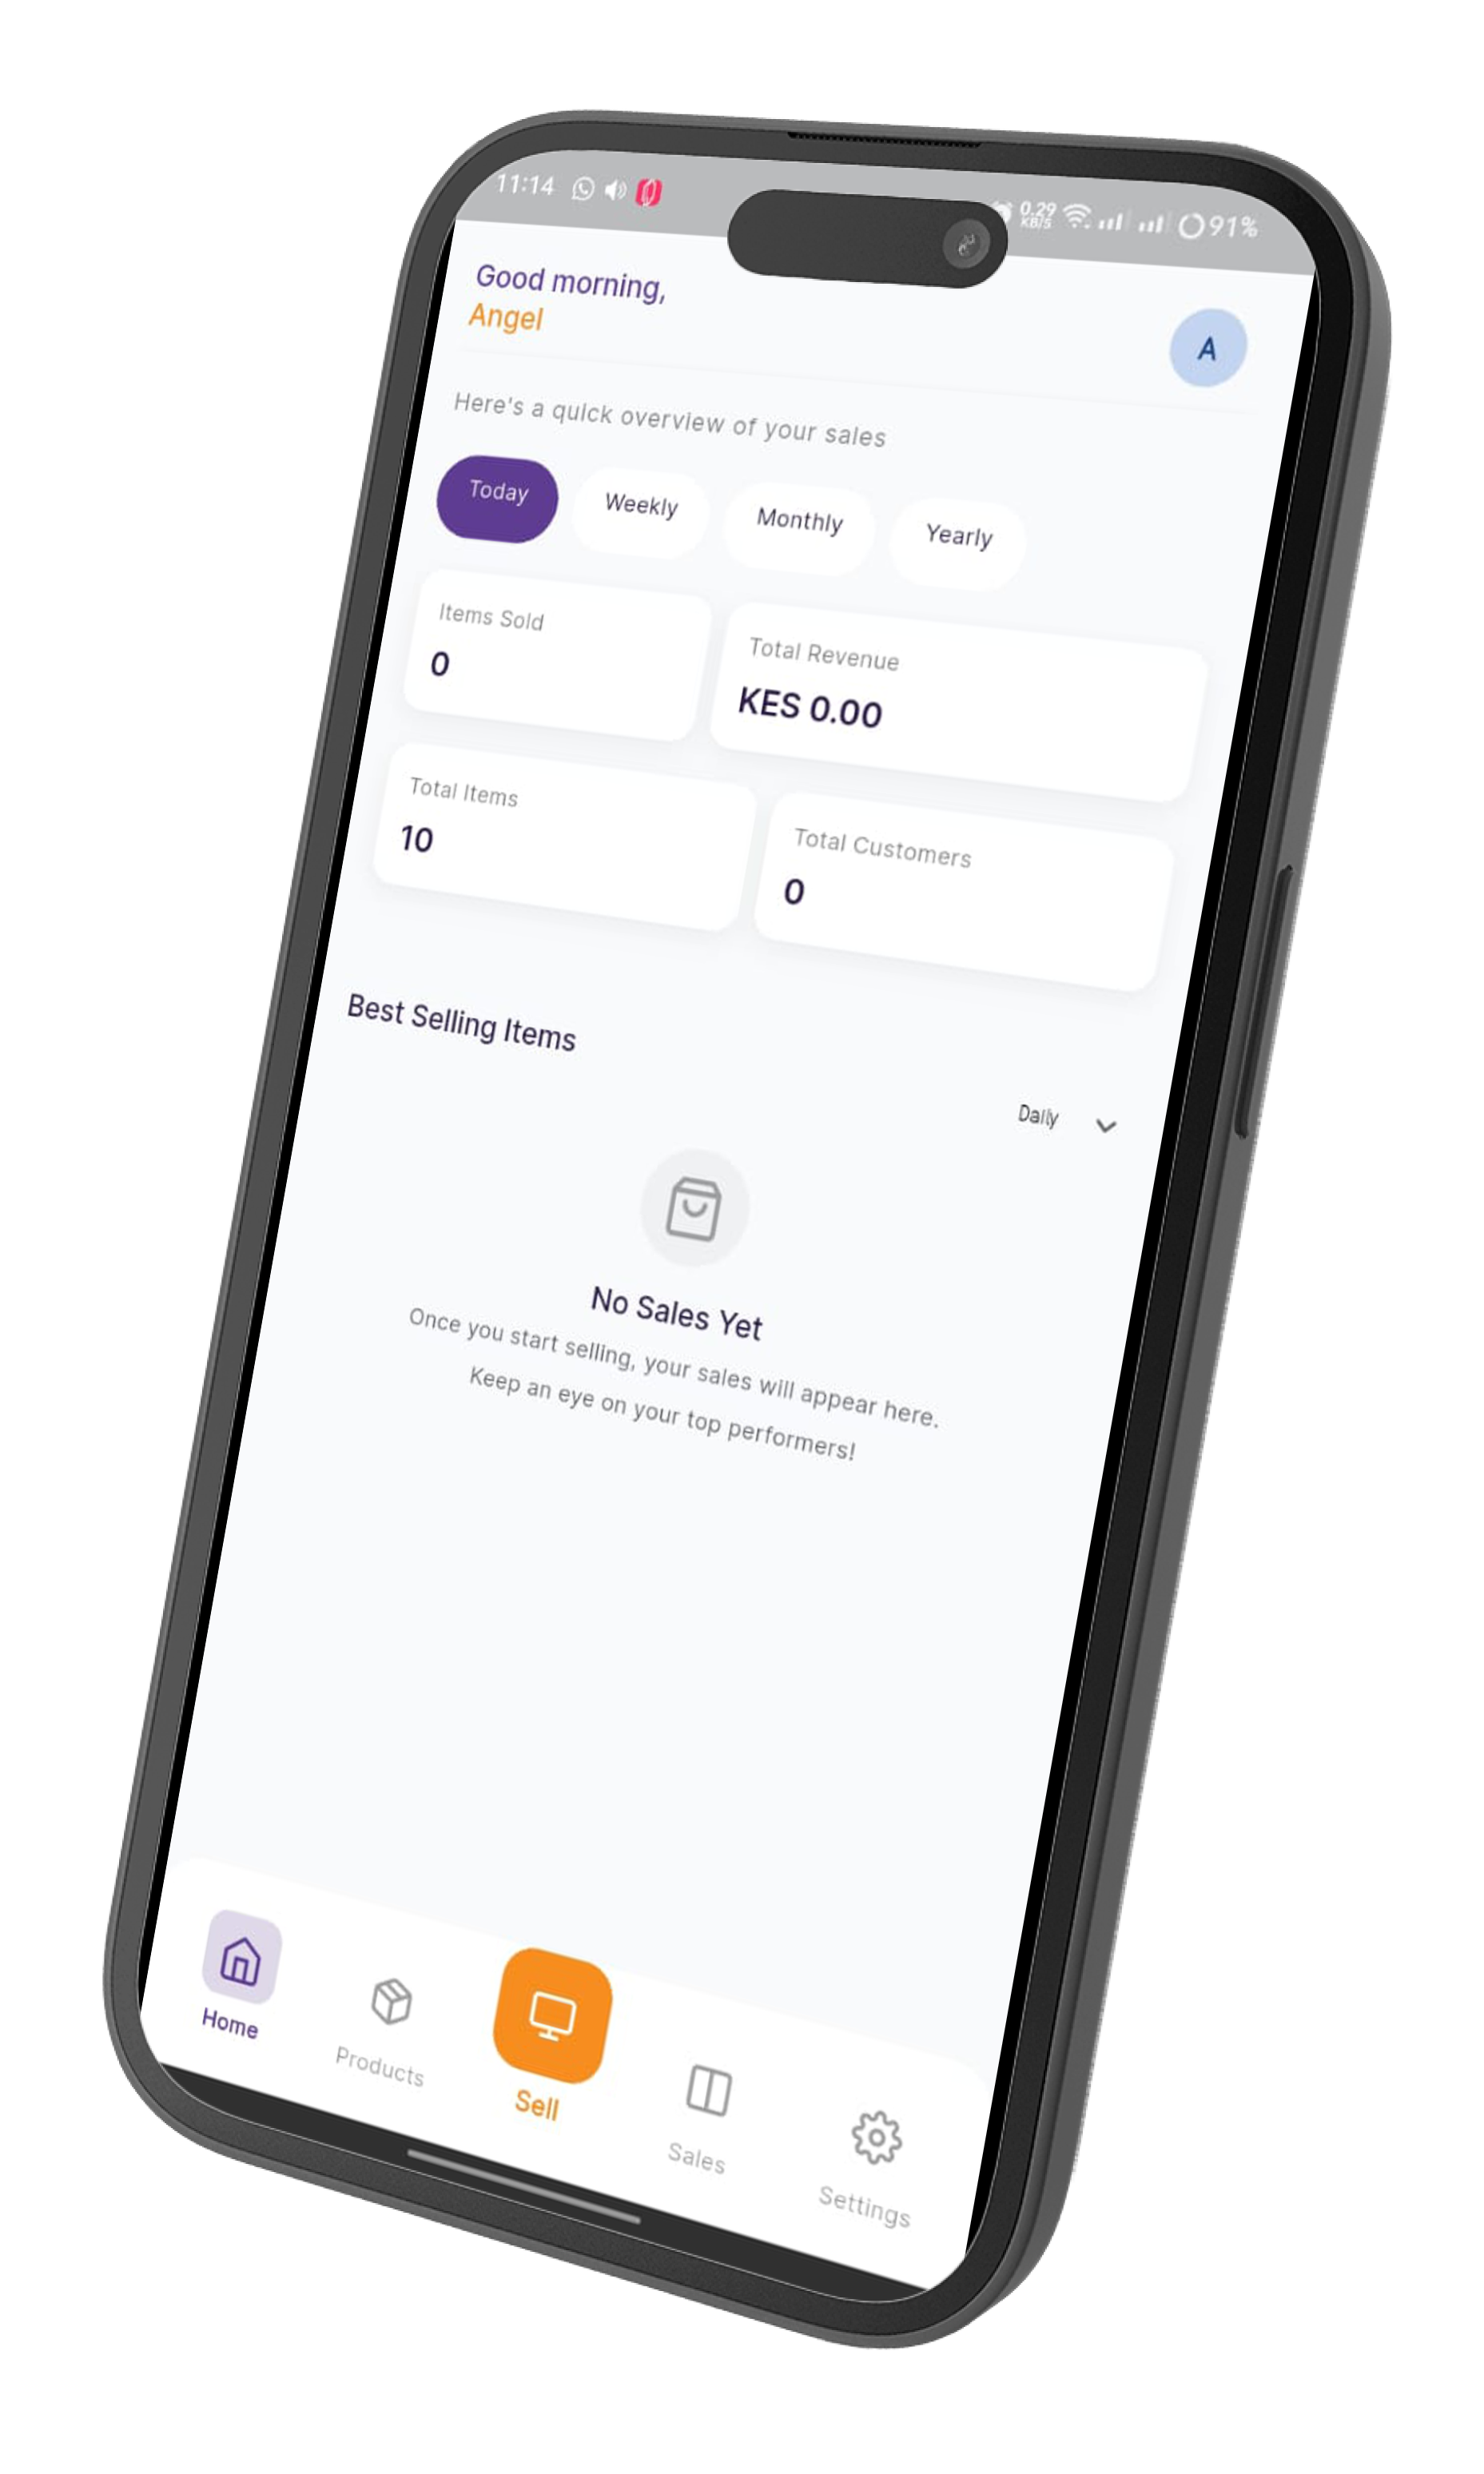 11:14 0.29 KB/S 91%
Good morning,
Angel
A
Here's a quick overview of your sales
Today Weekly Monthly Yearly
Items Sold
0
Total Revenue
KES 0.00
Total Items
10
Total Customers
0
Best Selling Items
Daily
No Sales Yet
Once you start selling, your sales will appear here.
Keep an eye on your top performers!
Home Products Sell Sales Settings